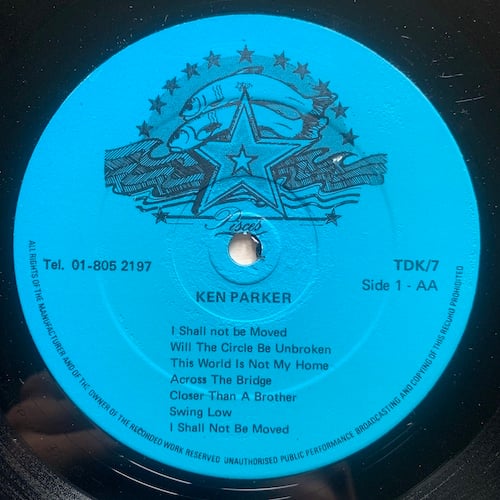 Pisces
Tel. 01-805 2197
TDK/7
Side 1 - AA
KEN PARKER
I Shall not be Moved
Will The Circle Be Unbroken
This World Is Not My Home
Across The Bridge
Closer Than A Brother
Swing Low
I Shall Not Be Moved
ALL RIGHTS OF THE MANUFACTURER AND OF THE OWNER OF THE RECORDED WORK RESERVED UNAUTHORISED PUBLIC PERFORMANCE BROADCASTING AND COPYING OF THIS RECORD PROHIBITED